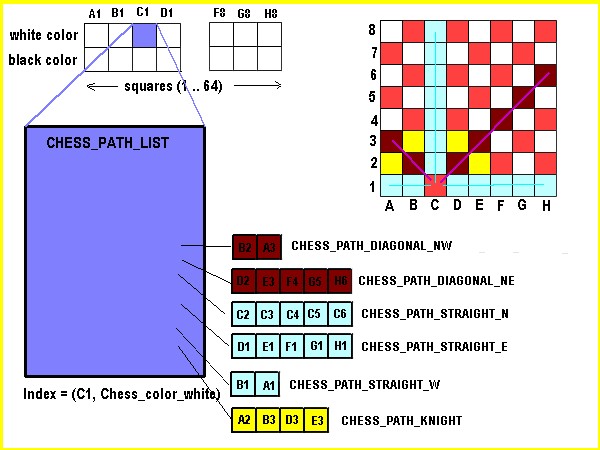 A1 B1 C1 D1 F8 G8 H8
white color
black color
squares (1 .. 64)
CHESS_PATH_LIST
8
7
6
5
4
3
2
1
A B C D E F G H
B2 A3 CHESS_PATH_DIAGONAL_NW
D2 E3 F4 G5 H6 CHESS_PATH_DIAGONAL_NE
C2 C3 C4 C5 C6 CHESS_PATH_STRAIGHT_N
D1 E1 F1 G1 H1 CHESS_PATH_STRAIGHT_E
B1 A1 CHESS_PATH_STRAIGHT_W
Index = (C1, Chess_color_white)
A2 B3 D3 E3 CHESS_PATH_KNIGHT